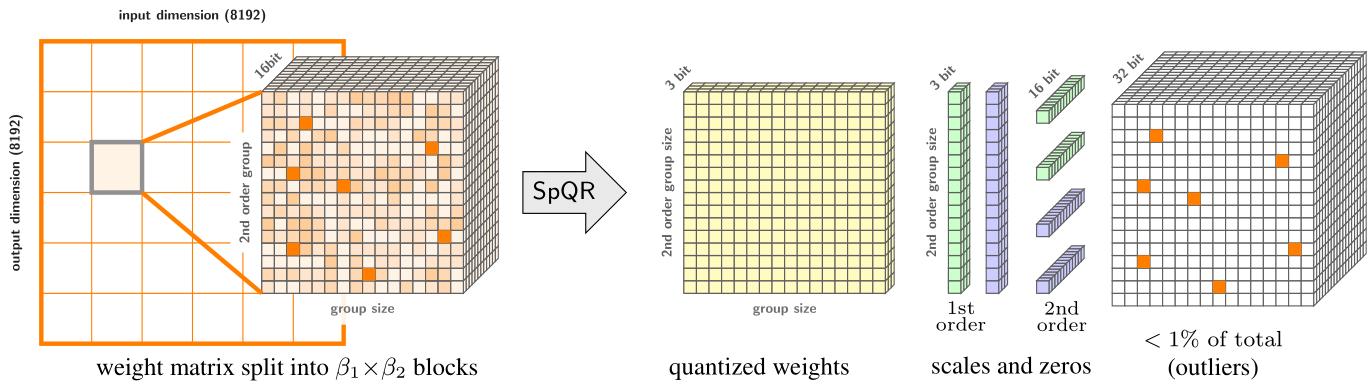 input dimension (8192)
output dimension (8192)
16bit
2nd order group
group size
weight matrix split into β₁×β₂ blocks
SpQR
3 bit
2nd order group size
group size
quantized weights
3 bit
2nd order group size
16 bit
1st
order
2nd
order
scales and zeros
32 bit
< 1% of total
(outliers)